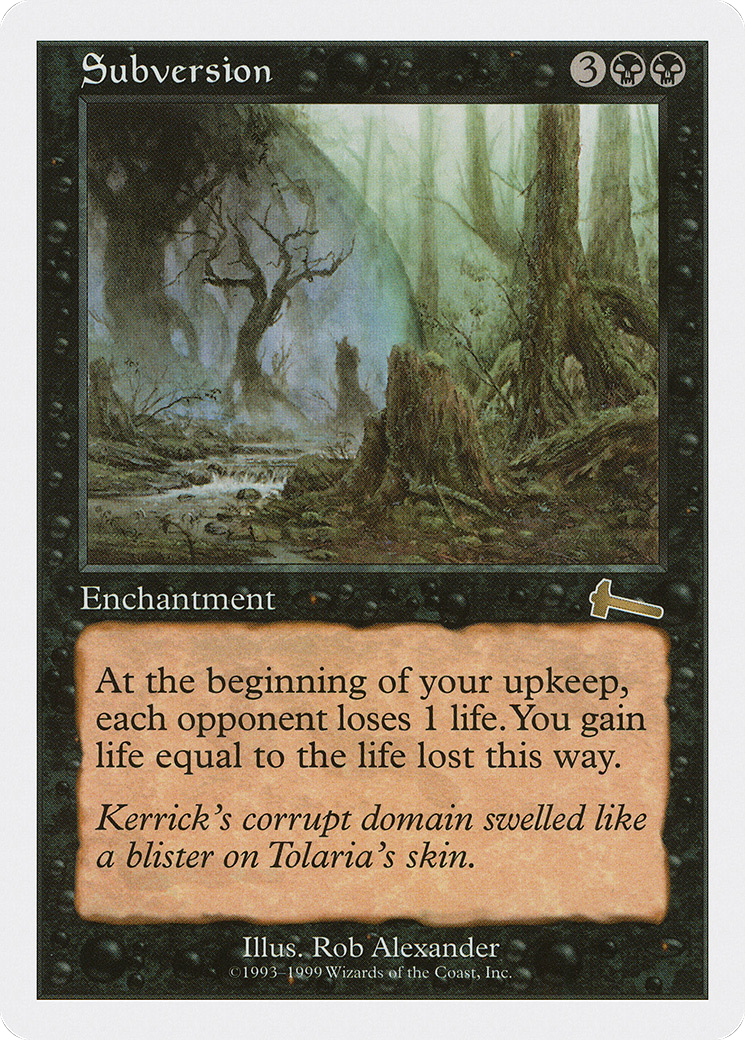 Subversion 3
Enchantment
At the beginning of your upkeep,
each opponent loses 1 life. You gain
life equal to the life lost this way.
Kerrick's corrupt domain swelled like
a blister on Tolaria's skin.
Illus. Rob Alexander
©1993–1999 Wizards of the Coast, Inc.